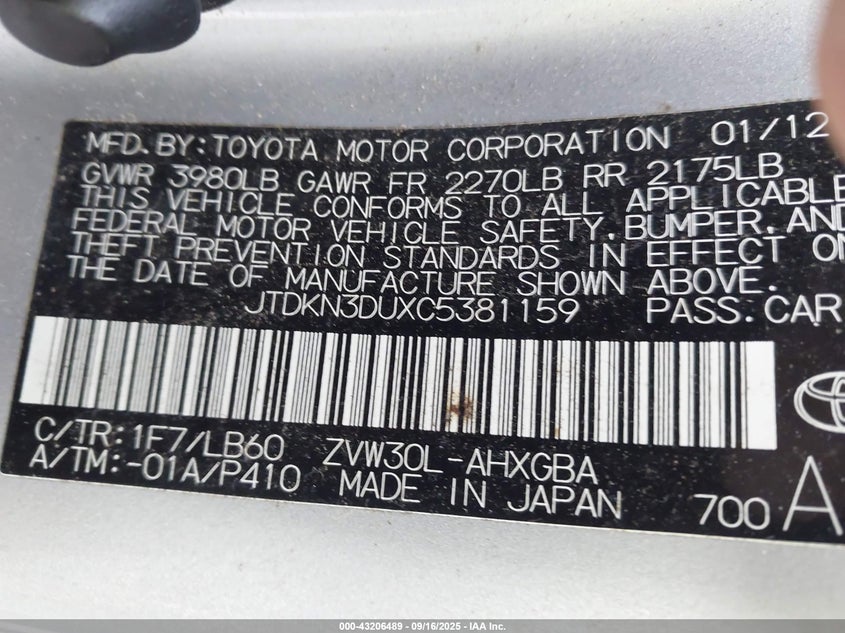 MFD.BY:TOYOTA MOTOR CORPORATION 01/12
GVWR 3980LB GAWR FR 2270LB RR 2175LB
THIS VEHICLE CONFORMS TO ALL APPLICABLE
FEDERAL MOTOR VEHICLE SAFETY,BUMPER,AND
THEFT PREVENTION STANDARDS IN EFFECT ON
THE DATE OF MANUFACTURE SHOWN ABOVE.
JTDKN3DUXC5381159 PASS.CAR
C/TR:1F7/LB60 ZVW30L-AHXGBA
A/TM:-01A/P410 MADE IN JAPAN 700 A
000-43206489 - 09/16/2025 - IAA Inc.